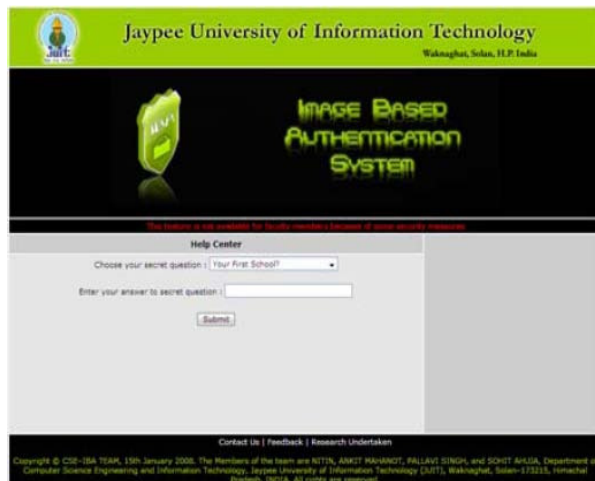 Jaypee University of Information Technology
Waknaghat, Solan, H.P. India
IMAGE BASED
AUTHENTICATION
SYSTEM
This feature is not available for faculty members because of some security measures
Help Center
Choose your secret question : Your First School?
Enter your answer to secret question :
Submit
Contact Us | Feedback | Research Undertaken
Copyright © CSE-IBA TEAM, 15th January 2008. The Members of the team are NITIN, ANKIT MAHANOT, PALLAVI SINGH, and SOHIT AHUJA, Department of
Computer Science Engineering and Information Technology, Jaypee University of Information Technology (JUIT), Waknaghat, Solan-173215, Himachal
Pradesh, INDIA. All rights are reserved